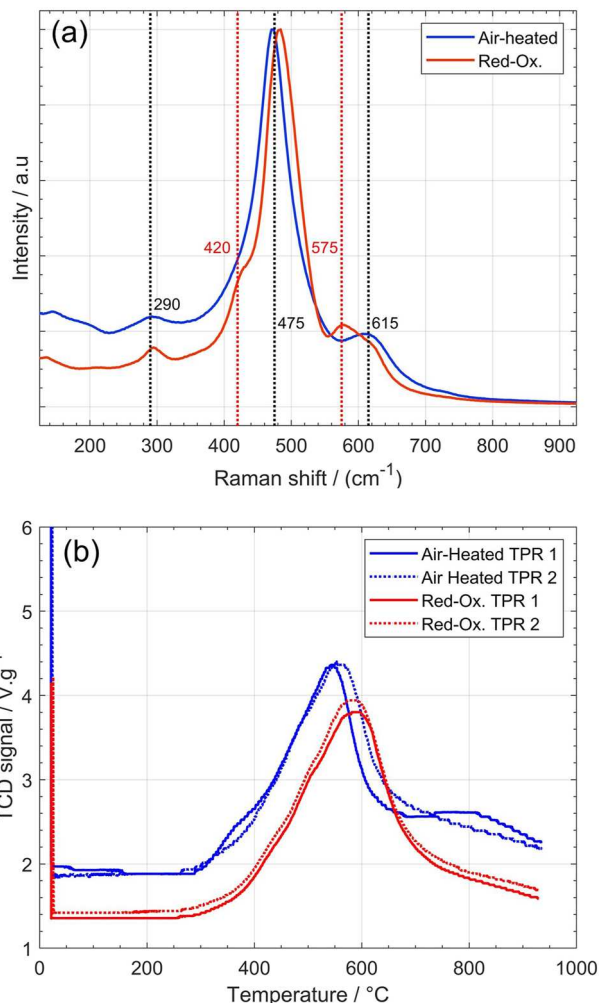 (a)
Air-heated
Red-Ox.
420
575
290
475
615
Intensity / a.u
200 300 400 500 600 700 800 900
Raman shift / (cm-1)
(b)
6
Air-Heated TPR 1
Air Heated TPR 2
Red-Ox. TPR 1
Red-Ox. TPR 2
5
4
3
2
1
TCD signal / V.g
0 200 400 600 800 1000
Temperature / °C